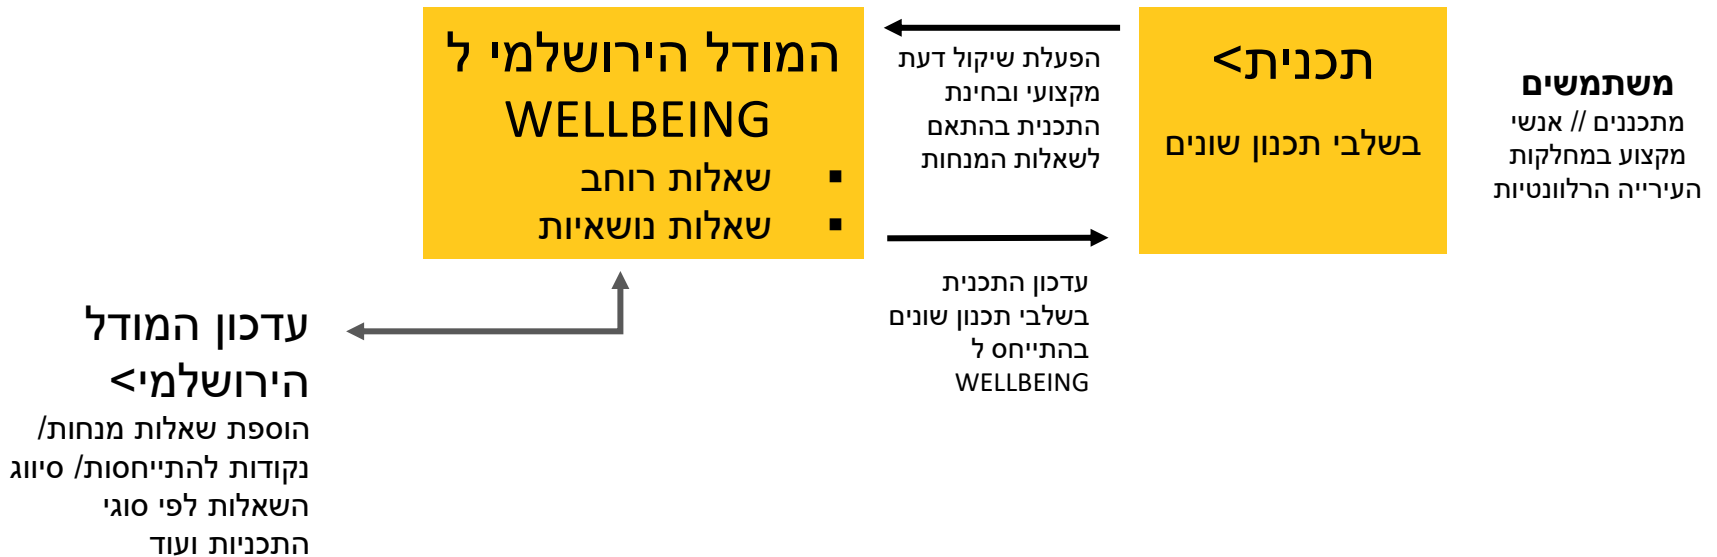 משתמשים
מתכננים // אנשי
מקצוע במחלקות
העירייה הרלוונטיות
תכנית>
בשלבי תכנון שונים
הפעלת שיקול דעת
מקצועי ובחינת
התכנית בהתאם
לשאלות המנחות
עדכון התכנית
בשלבי תכנון שונים
בהתייחס ל
WELLBEING
המודל הירושלמי ל
WELLBEING
▪ שאלות רוחב
▪ שאלות נושאיות
עדכון המודל
הירושלמי>
הוספת שאלות מנחות/
נקודות להתייחסות/ סיווג
השאלות לפי סוגי
התכניות ועוד